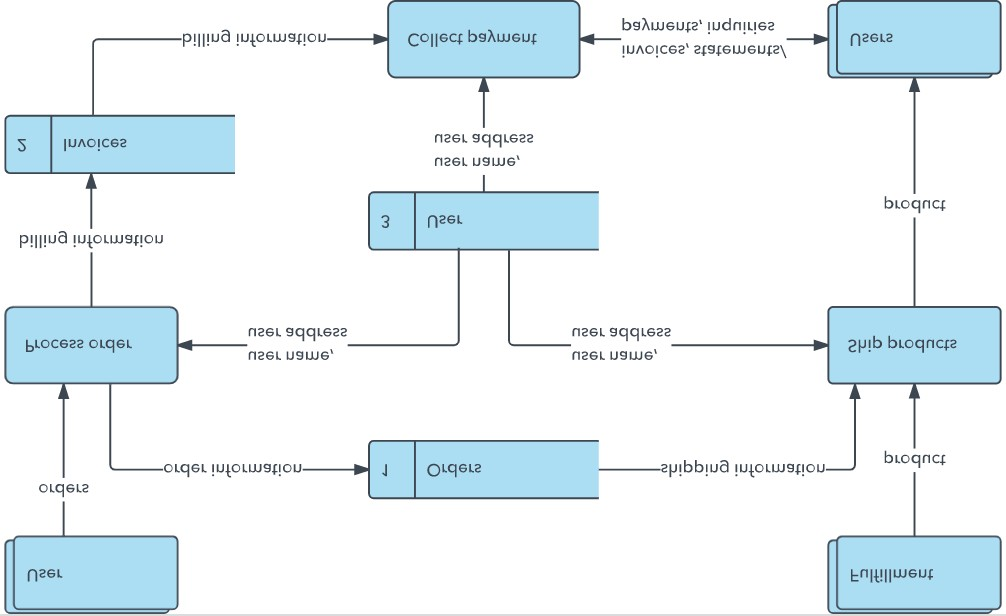 User
Fulfillment
orders
order information
1
Orders
shipping information
product
Process order
user name,
user address
user name,
user address
Ship products
billing information
3
User
product
2
Invoices
user name,
user address
billing information
Collect payment
invoices, statements/
payments, inquiries
Users